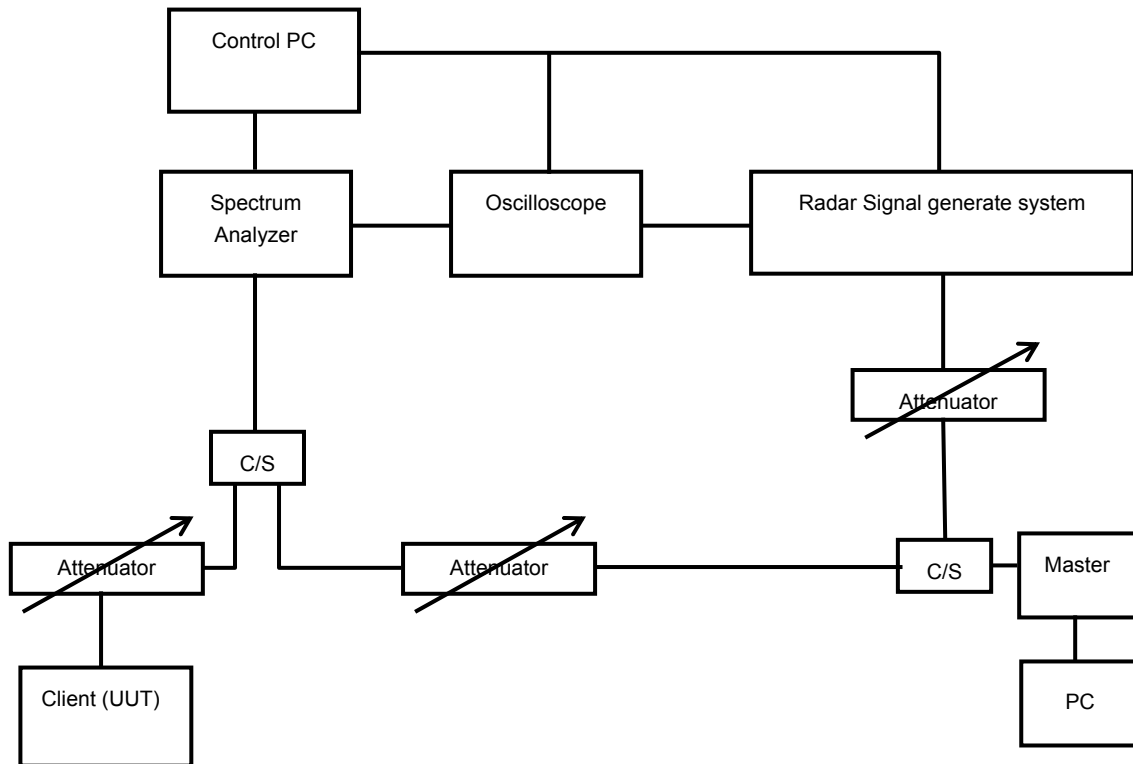 Control PC
Spectrum
Analyzer
Oscilloscope
Radar Signal generate system
Attenuator
C/S
Attenuator
Attenuator
C/S
Master
Client (UUT)
PC